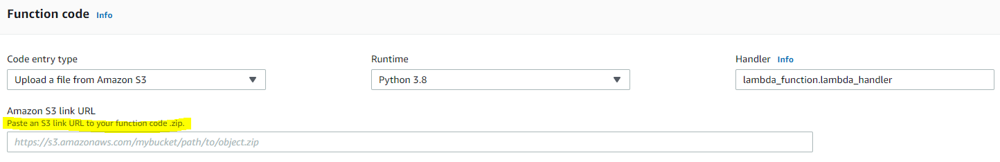 Function code Info
Code entry type Runtime Handler Info
Upload a file from Amazon S3 Python 3.8 lambda_function.lambda_handler
Amazon S3 link URL
Paste an S3 link URL to your function code .zip.
https://s3.amazonaws.com/mybucket/path/to/object.zip